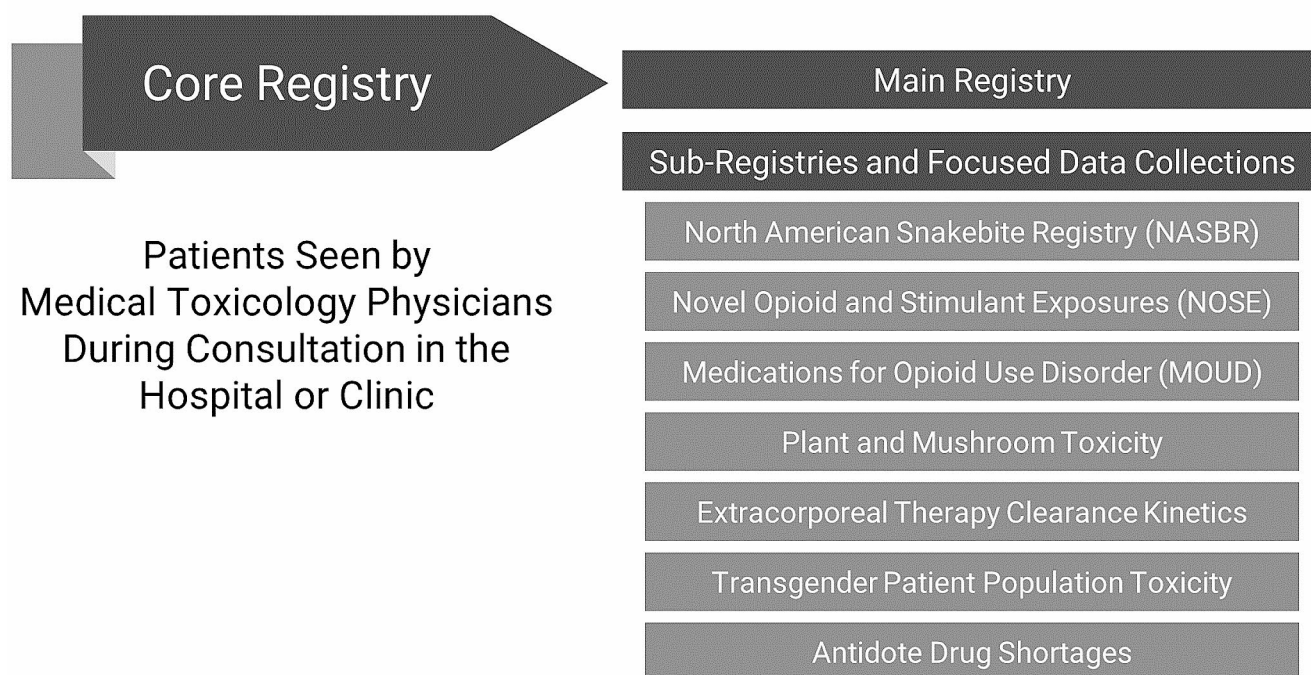 Core Registry
Patients Seen by
Medical Toxicology Physicians
During Consultation in the
Hospital or Clinic
Main Registry
Sub-Registries and Focused Data Collections
North American Snakebite Registry (NASBR)
Novel Opioid and Stimulant Exposures (NOSE)
Medications for Opioid Use Disorder (MOUD)
Plant and Mushroom Toxicity
Extracorporeal Therapy Clearance Kinetics
Transgender Patient Population Toxicity
Antidote Drug Shortages